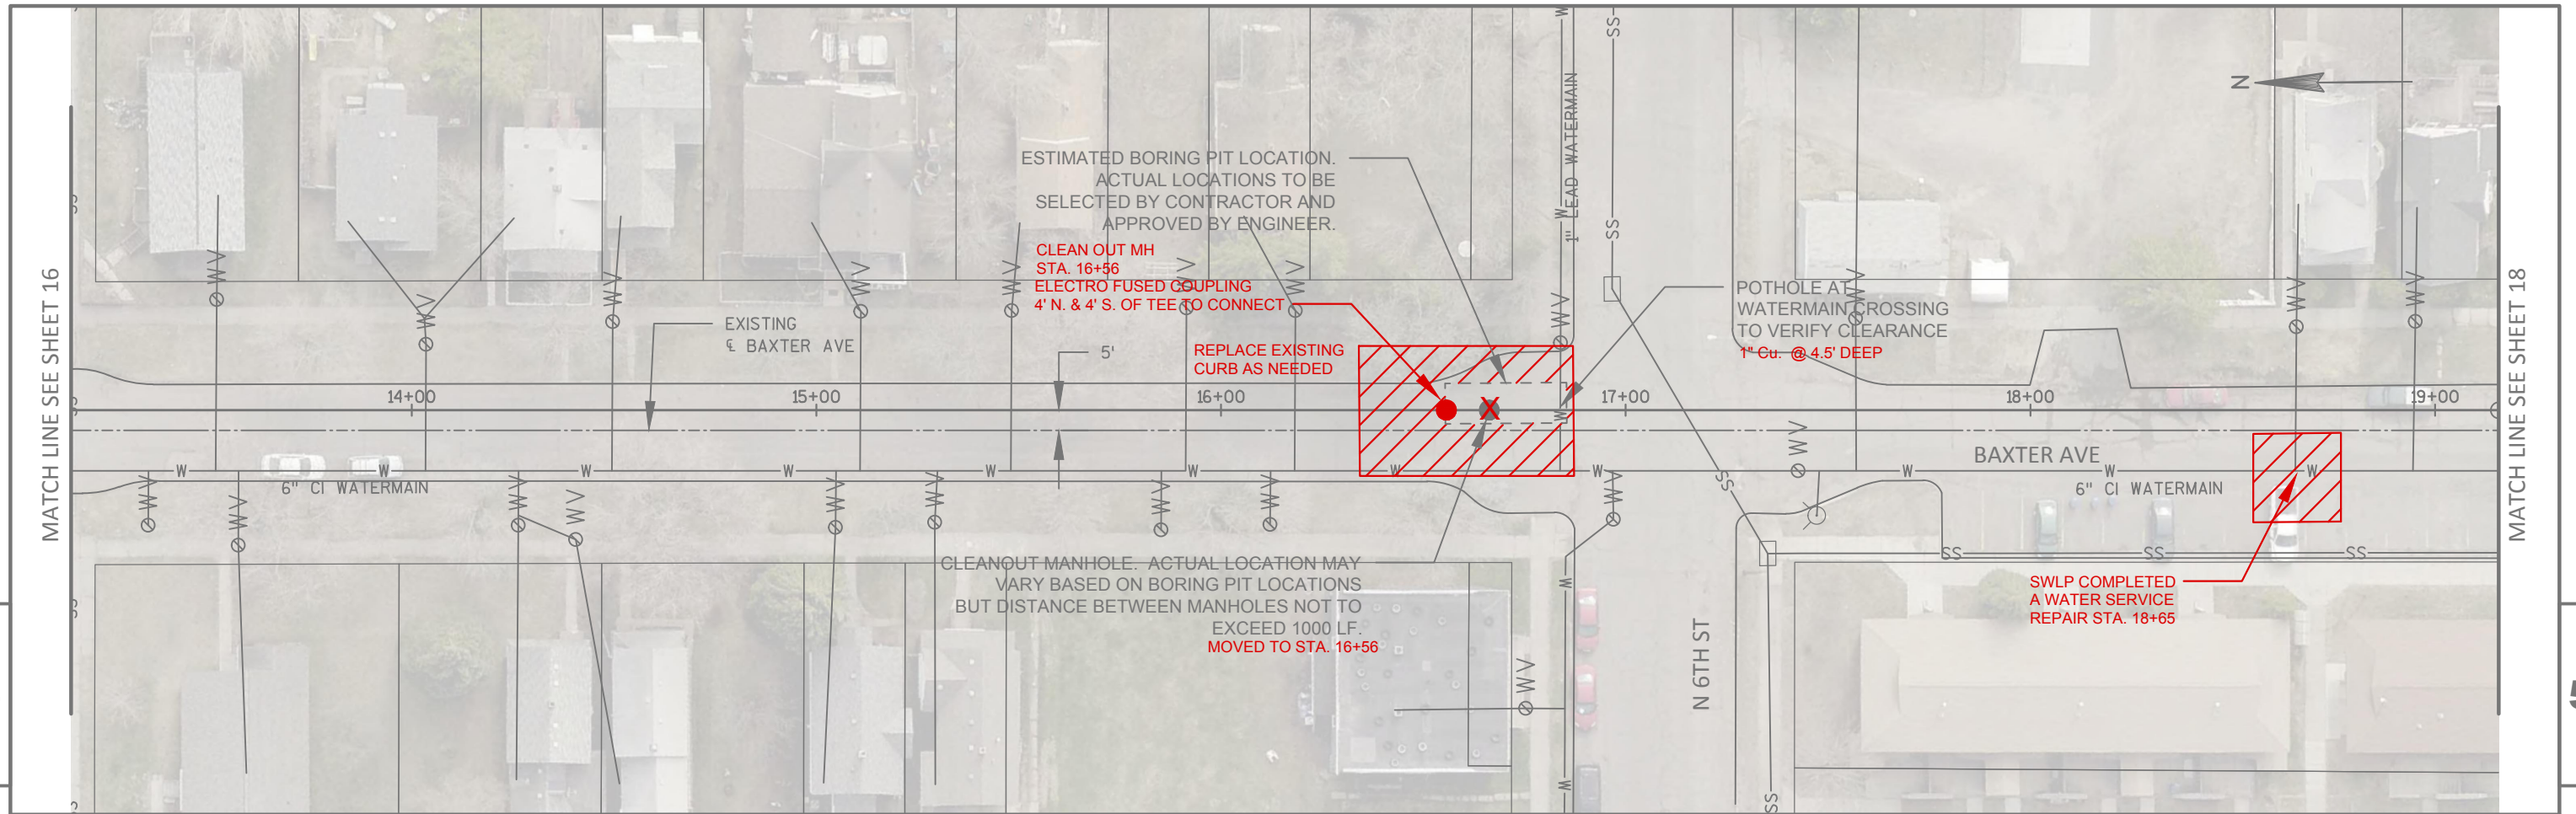 MATCH LINE SEE SHEET 16
MATCH LINE SEE SHEET 18
N
1" LEAD WATERMAIN
ESTIMATED BORING PIT LOCATION.
ACTUAL LOCATIONS TO BE
SELECTED BY CONTRACTOR AND
APPROVED BY ENGINEER.
CLEAN OUT MH
STA. 16+56
ELECTRO FUSED COUPLING
4' N. & 4' S. OF TEE TO CONNECT
REPLACE EXISTING
CURB AS NEEDED
EXISTING
℄ BAXTER AVE
5'
POTHOLE AT
WATERMAIN CROSSING
TO VERIFY CLEARANCE
1" Cu. @ 4.5' DEEP
14+00
15+00
16+00
17+00
18+00
19+00
X
BAXTER AVE
W W W W W W W W W W W
6" CI WATERMAIN
6" CI WATERMAIN
SS SS SS
CLEANOUT MANHOLE. ACTUAL LOCATION MAY
VARY BASED ON BORING PIT LOCATIONS
BUT DISTANCE BETWEEN MANHOLES NOT TO
EXCEED 1000 LF.
MOVED TO STA. 16+56
N 6TH ST
SWLP COMPLETED
A WATER SERVICE
REPAIR STA. 18+65